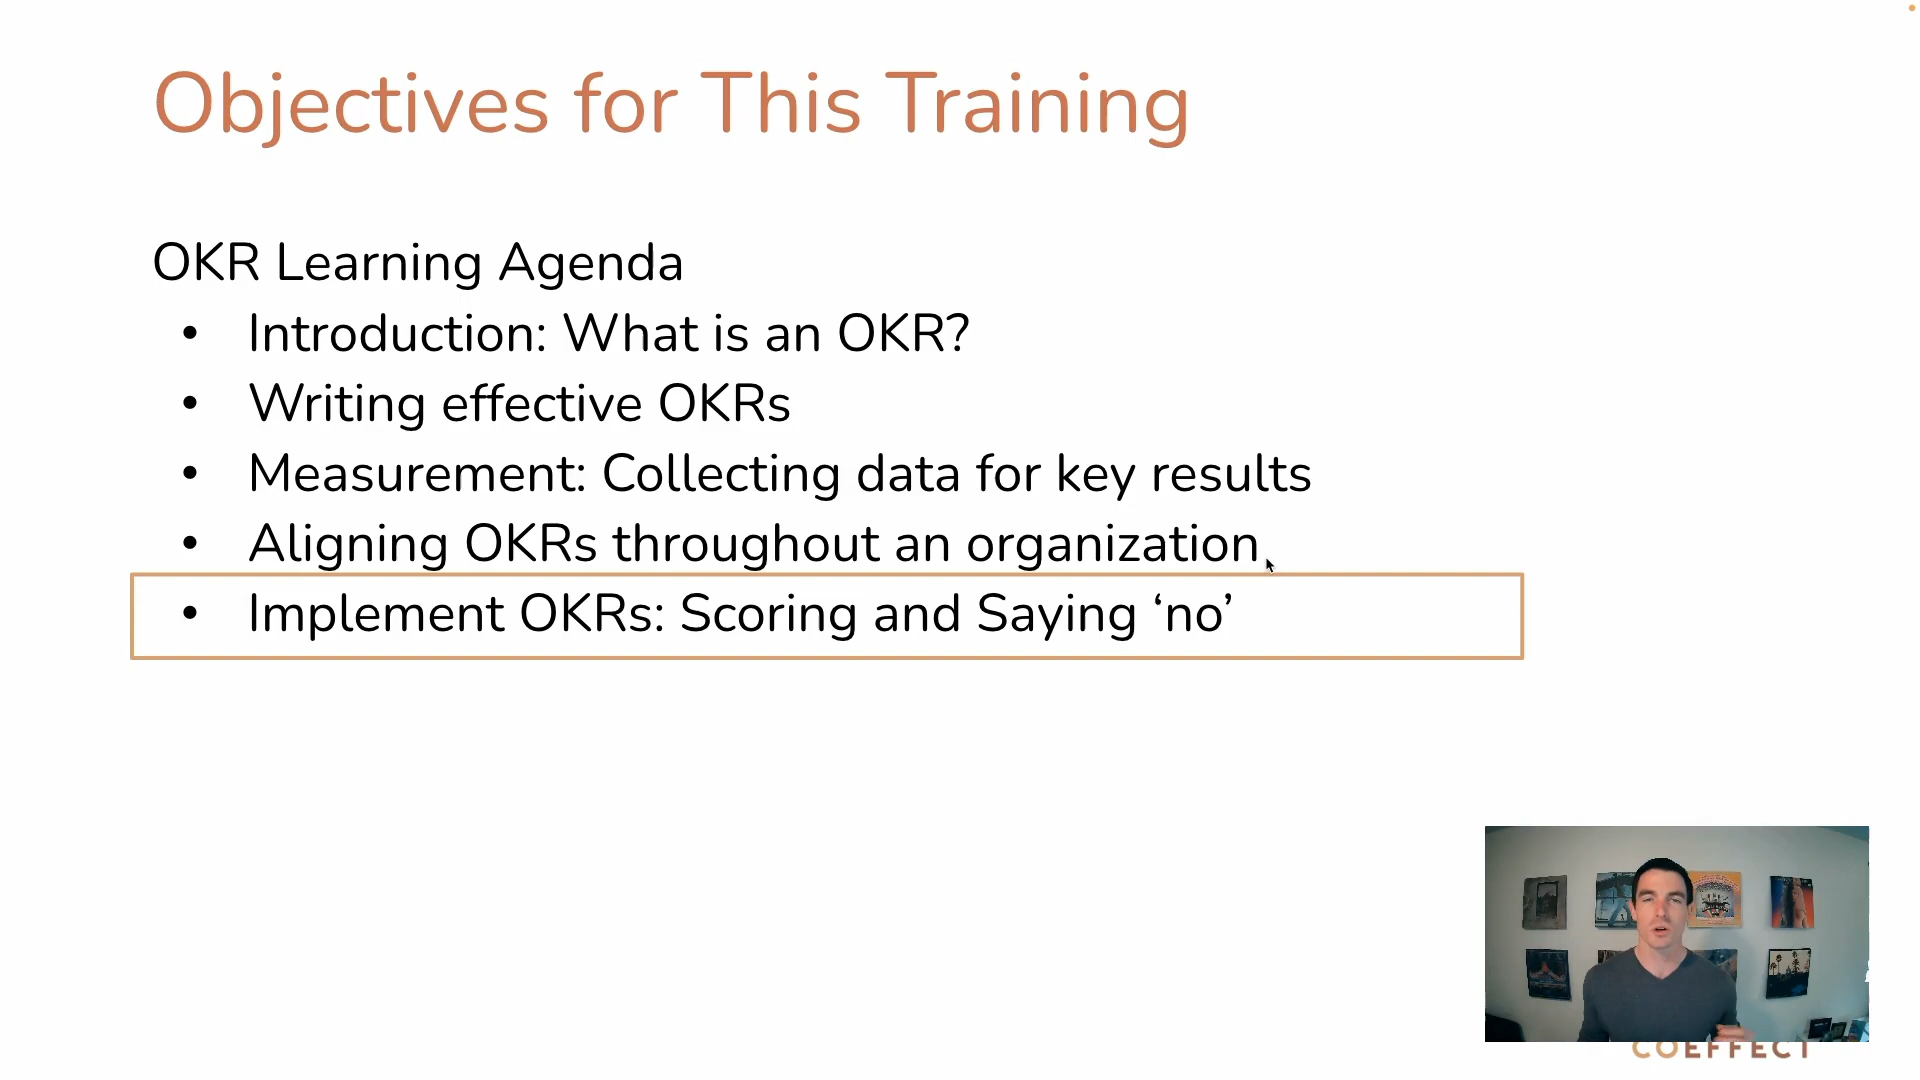 Objectives for This Training
OKR Learning Agenda
• Introduction: What is an OKR?
• Writing effective OKRs
• Measurement: Collecting data for key results
• Aligning OKRs throughout an organization
• Implement OKRs: Scoring and Saying ‘no’
COEFFECT